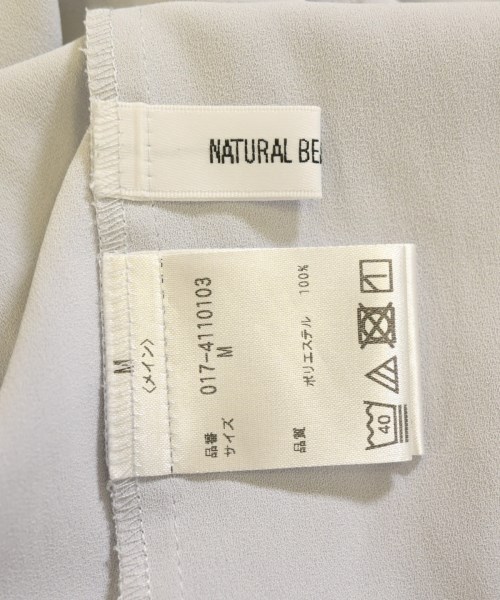 NATURAL BE
M
〈メイン〉
品番 017-4110103
サイズ M
品質 ポリエステル 100%
40